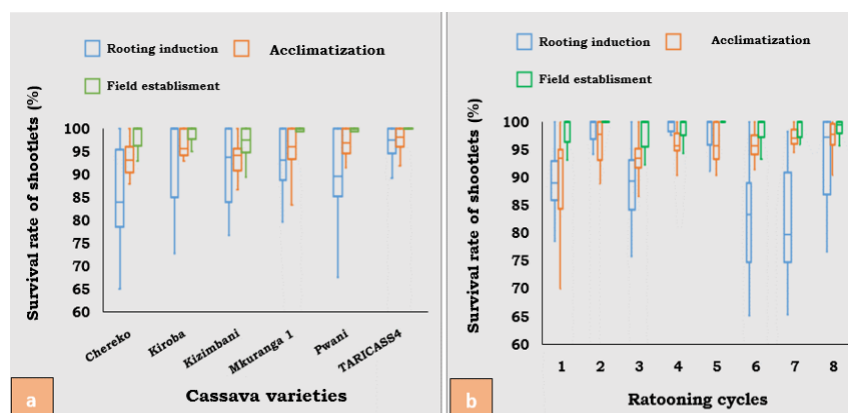 Rooting induction
Acclimatization
Field establisment
Survival rate of shootlets (%)
100
95
90
85
80
75
70
65
60
Chereko
Kiroba
Kizimbani
Mkuranga 1
Pwani
TARICASS4
Cassava varieties
a
Rooting induction
Acclimatization
Field establisment
Survival rate of shootlets (%)
100
95
90
85
80
75
70
65
60
1 2 3 4 5 6 7 8
Ratooning cycles
b